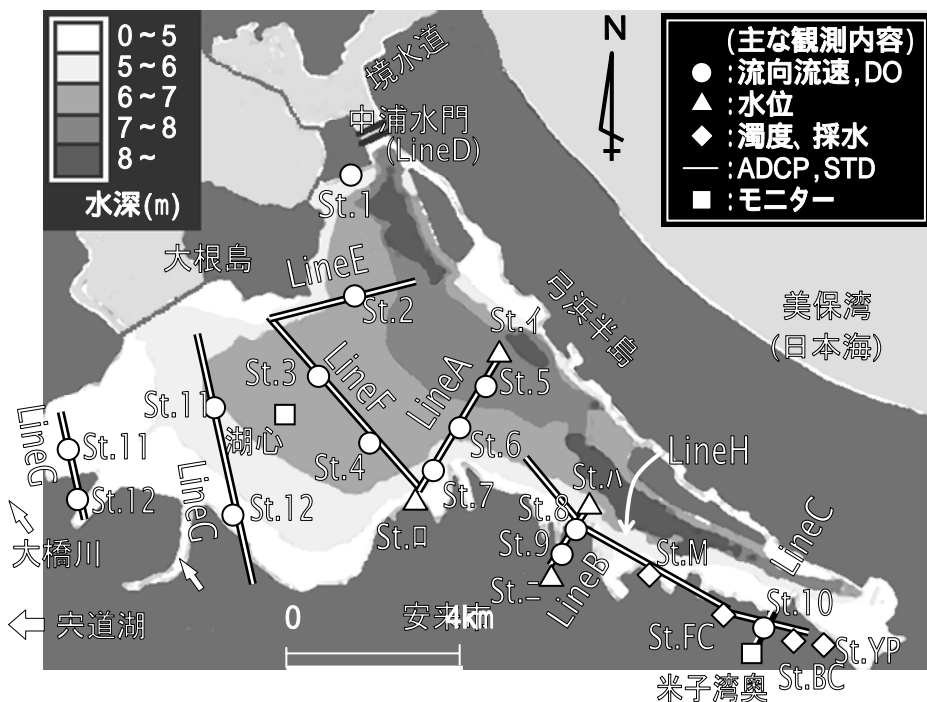 0～5
5～6
6～7
7～8
8～
水深(m)
境水道
中浦水門
(LineD)
N
(主な観測内容)
○:流向流速,DO
△:水位
◇:濁度、採水
―:ADCP,STD
□:モニター
St.1
大根島
LineE
St.2
弓浜半島
美保湾
(日本海)
St.イ
St.3
LineF
LineA
St.5
LineG
St.11
St.11
湖心
St.4
St.6
LineH
St.12
LineG
St.12
St.7
St.ロ
St.ハ
St.8
St.9
LineC
大橋川
St.ニ
LineB
St.M
宍道湖
0
安来市
4km
St.10
St.FC
St.BC
St.YP
米子湾奥